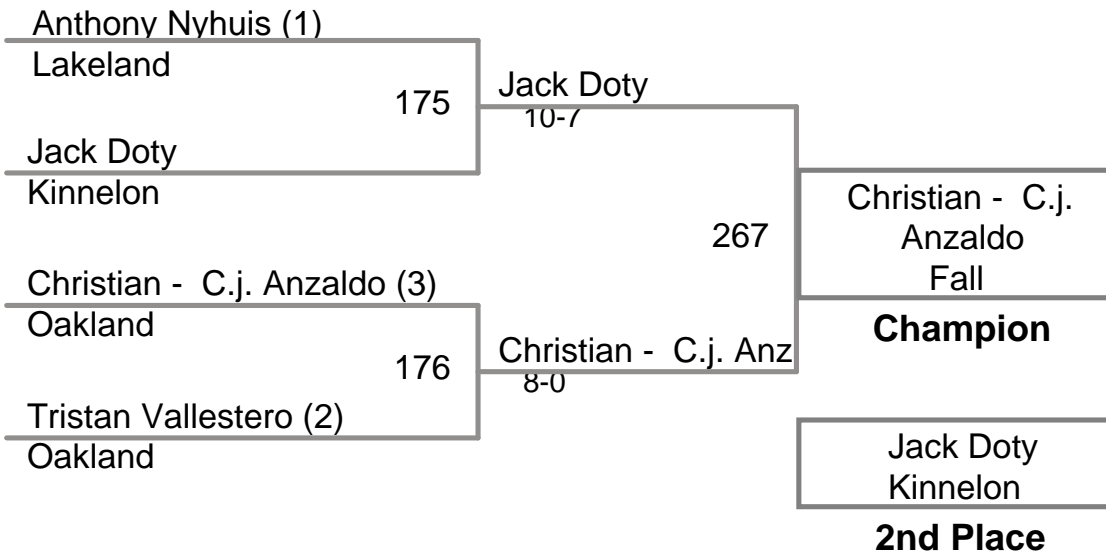 Anthony Nyhuis (1)
Lakeland
175
Jack Doty
10-7
Jack Doty
Kinnelon
Christian -  C.j. Anzaldo (3)
Oakland
176
Christian -  C.j. Anz
8-0
Tristan Vallestero (2)
Oakland
267
Christian -  C.j.
Anzaldo
Fall
Champion
Jack Doty
Kinnelon
2nd Place